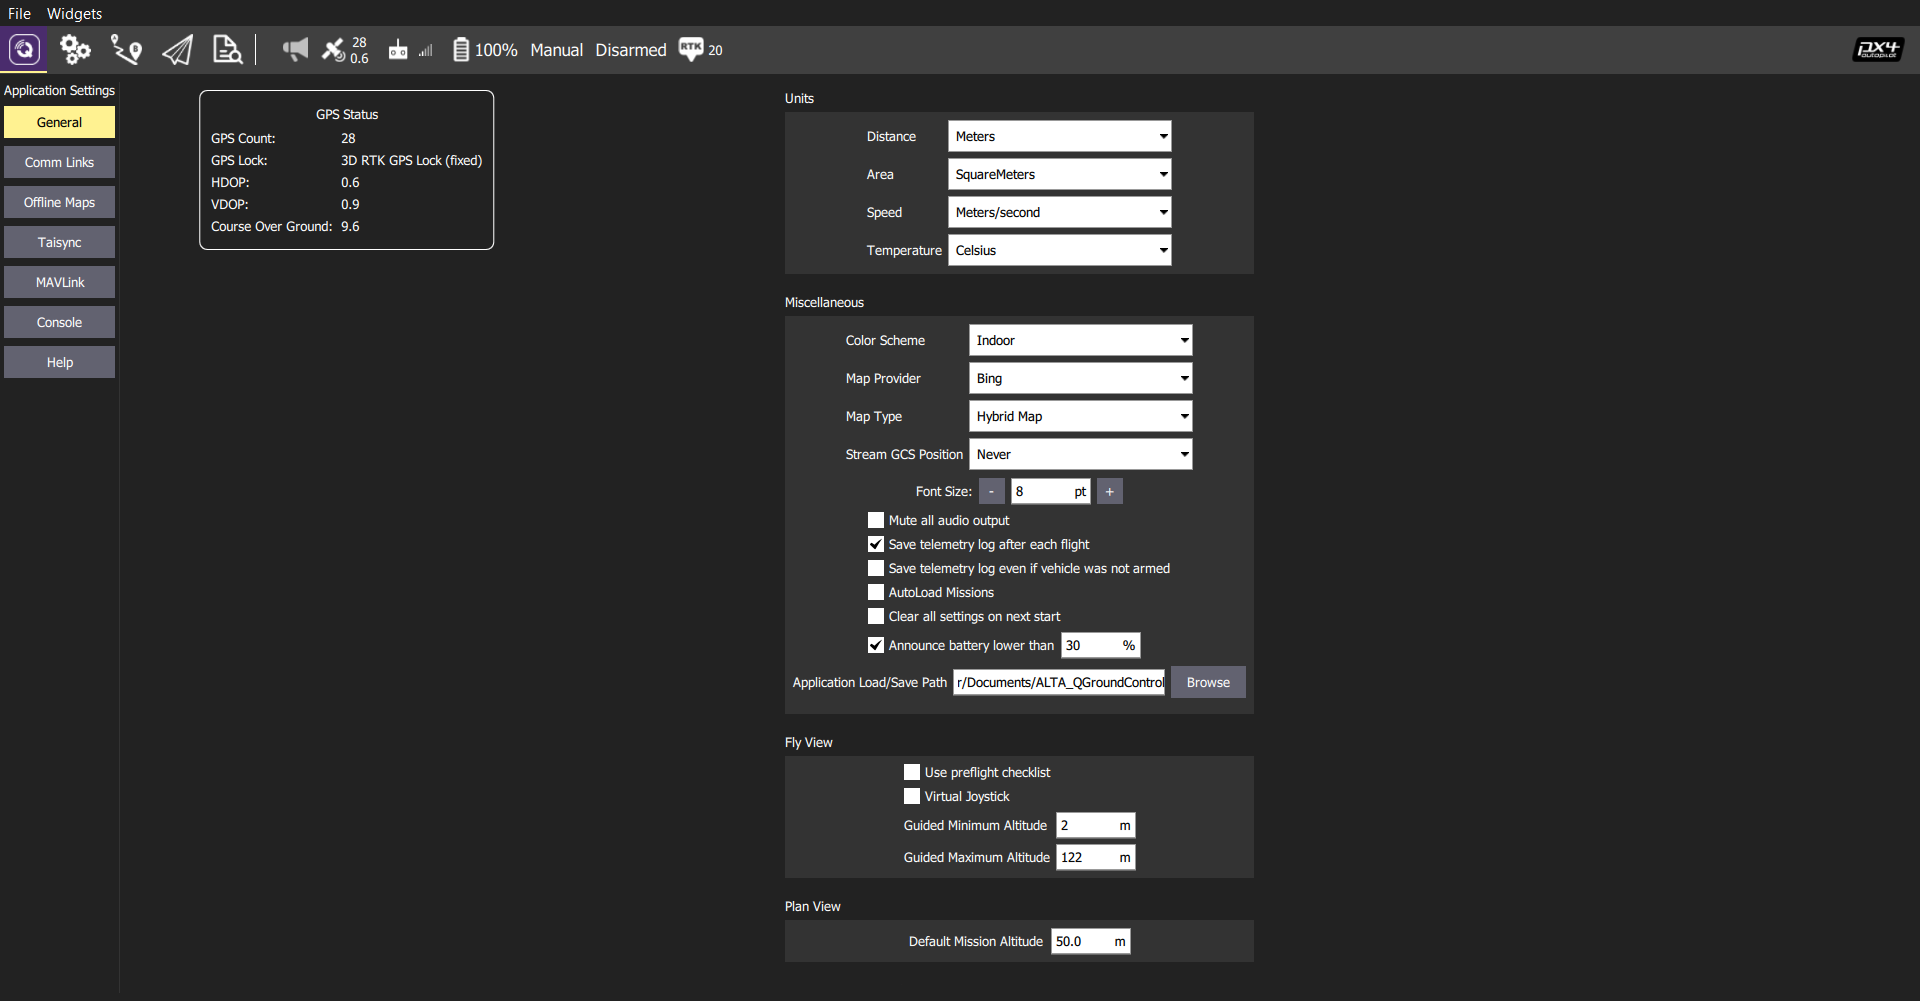 File Widgets
28
0.6
100% Manual Disarmed RTK 20
px4
autopilot
Application Settings
General
Comm Links
Offline Maps
Taisync
MAVLink
Console
Help
GPS Status
GPS Count: 28
GPS Lock: 3D RTK GPS Lock (fixed)
HDOP: 0.6
VDOP: 0.9
Course Over Ground: 9.6
Units
Distance Meters
Area SquareMeters
Speed Meters/second
Temperature Celsius
Miscellaneous
Color Scheme Indoor
Map Provider Bing
Map Type Hybrid Map
Stream GCS Position Never
Font Size: - 8 pt +
Mute all audio output
Save telemetry log after each flight
Save telemetry log even if vehicle was not armed
AutoLoad Missions
Clear all settings on next start
Announce battery lower than 30 %
Application Load/Save Path r/Documents/ALTA_QGroundControl Browse
Fly View
Use preflight checklist
Virtual Joystick
Guided Minimum Altitude 2 m
Guided Maximum Altitude 122 m
Plan View
Default Mission Altitude 50.0 m